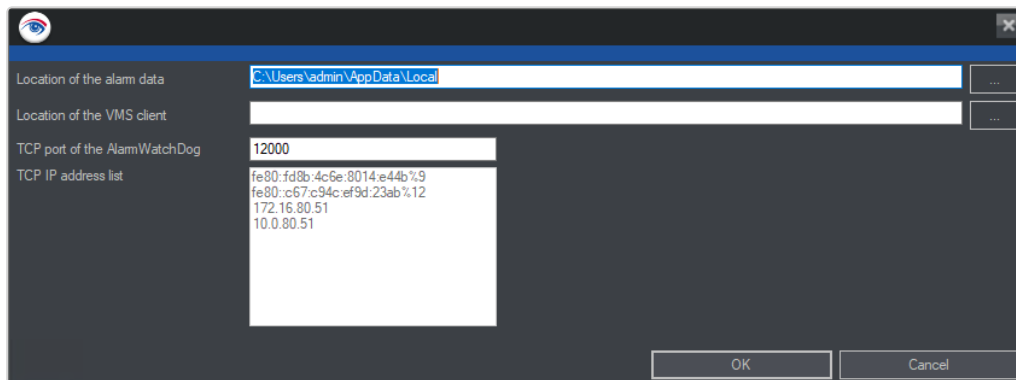 Location of the alarm data
C:\Users\admin\AppData\Local
...
Location of the VMS client
...
TCP port of the AlarmWatchDog
12000
TCP IP address list
fe80:fd8b:4c6e:8014:e44b%9
fe80::c67:c94c:ef9d:23ab%12
172.16.80.51
10.0.80.51
OK
Cancel